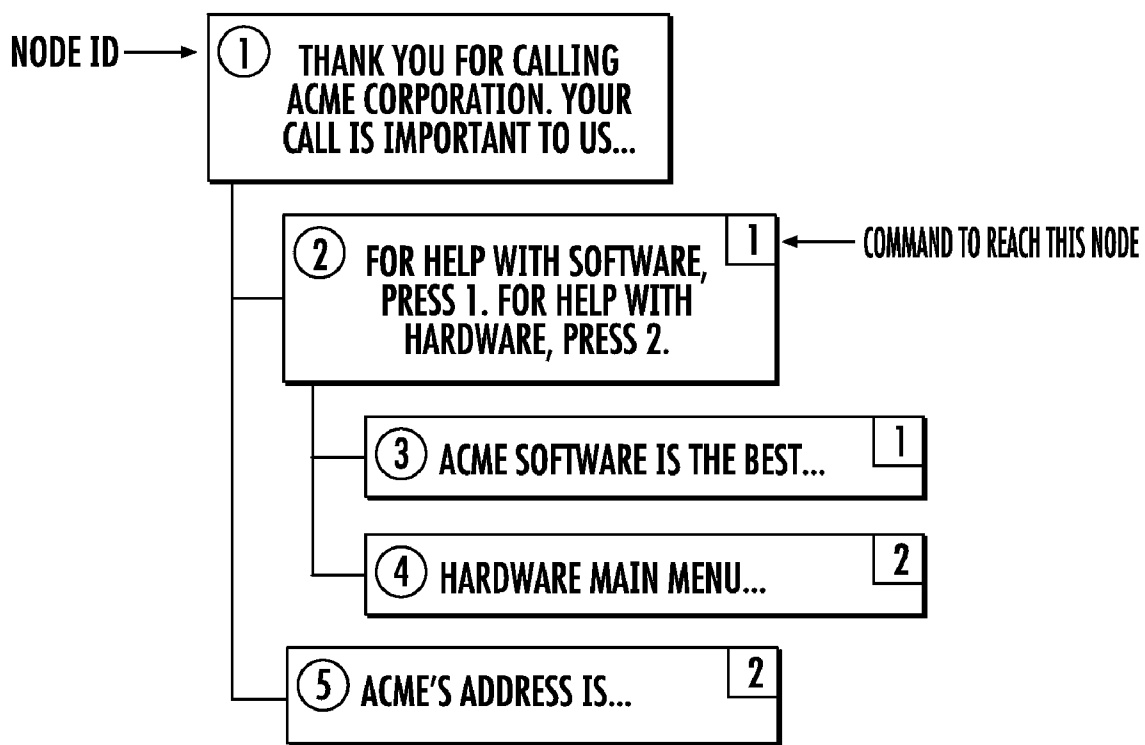 NODE ID
1
THANK YOU FOR CALLING
ACME CORPORATION. YOUR
CALL IS IMPORTANT TO US...
2
FOR HELP WITH SOFTWARE,
PRESS 1. FOR HELP WITH
HARDWARE, PRESS 2.
1
COMMAND TO REACH THIS NODE
3
ACME SOFTWARE IS THE BEST...
1
4
HARDWARE MAIN MENU...
2
5
ACME'S ADDRESS IS...
2